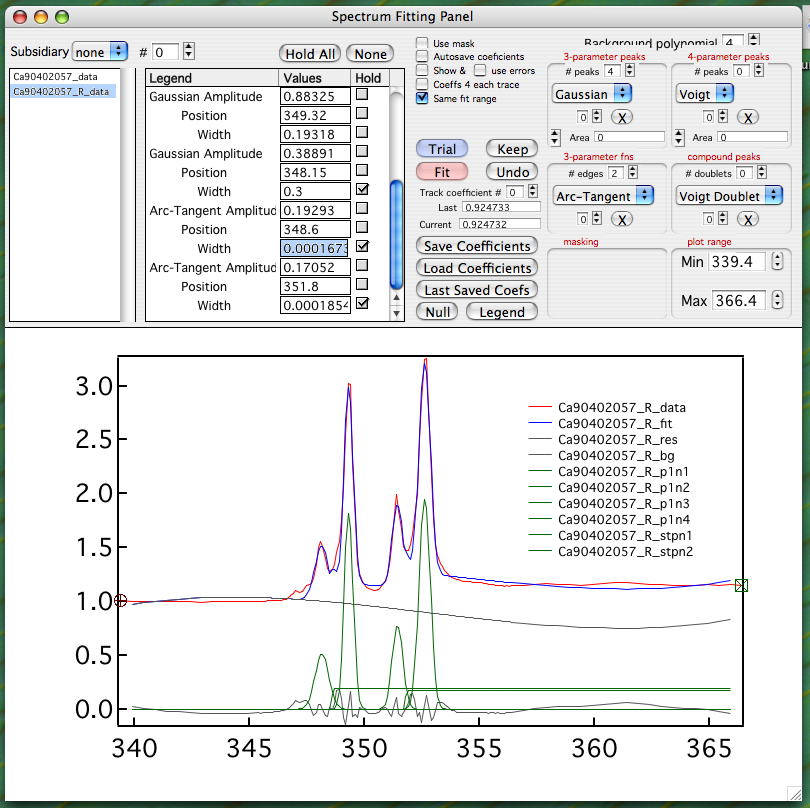 Spectrum Fitting Panel
Subsidiary none # 0 Hold All None
Ca90402057_data
Ca90402057_R_data
Legend Values Hold
Gaussian Amplitude 0.88325
Position 349.32
Width 0.19318
Gaussian Amplitude 0.38891
Position 348.15
Width 0.3
Arc-Tangent Amplitud 0.19293
Position 348.6
Width 0.0001673
Arc-Tangent Amplitud 0.17052
Position 351.8
Width 0.0001854
Use mask
Autosave coeficients
Show & use errors
Coeffs 4 each trace
Same fit range
Trial Keep
Fit Undo
Track coefficient # 0
Last 0.924733
Current 0.924732
Save Coefficients
Load Coefficients
Last Saved Coefs
Null Legend
Background polynomial 4
3-parameter peaks
# peaks 4
Gaussian
0 X
Area 0
4-parameter peaks
# peaks 0
Voigt
0 X
Area 0
3-parameter fns
# edges 2
Arc-Tangent
0 X
compound peaks
# doublets 0
Voigt Doublet
0 X
masking
plot range
Min 339.4
Max 366.4
3.0
2.5
2.0
1.5
1.0
0.5
0.0
340 345 350 355 360 365
Ca90402057_R_data
Ca90402057_R_fit
Ca90402057_R_res
Ca90402057_R_bg
Ca90402057_R_p1n1
Ca90402057_R_p1n2
Ca90402057_R_p1n3
Ca90402057_R_p1n4
Ca90402057_R_stpn1
Ca90402057_R_stpn2